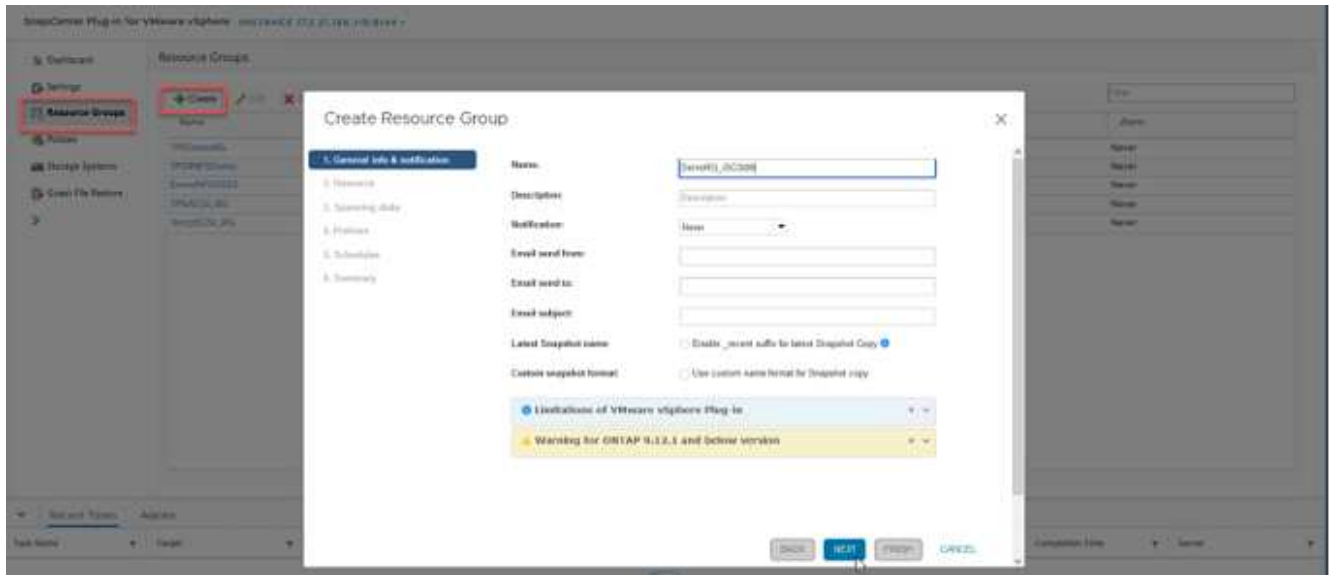 SnapCenter Plug-in for VMware vSphere
Dashboard
Resource Groups
Settings
Create
Filter
Resource Groups
Create Resource Group
Name
Policies
1. General info & notification
Name:
Never
Storage Systems
2. Resource
Never
Guest File Restore
Description:
Description
Never
3. Spanning disks
Never
Notification:
Never
Never
4. Policies
5. Schedules
Email send from:
6. Summary
Email send to:
Email subject:
Latest Snapshot name
Enable _recent suffix for latest Snapshot Copy
Custom snapshot format:
Use custom name format for Snapshot copy
Limitations of VMware vSphere Plug-in
Warning for ONTAP 9.12.1 and below version
Recent Tasks
Alarms
Task Name
Target
BACK
NEXT
FINISH
CANCEL
Completion Time
Server